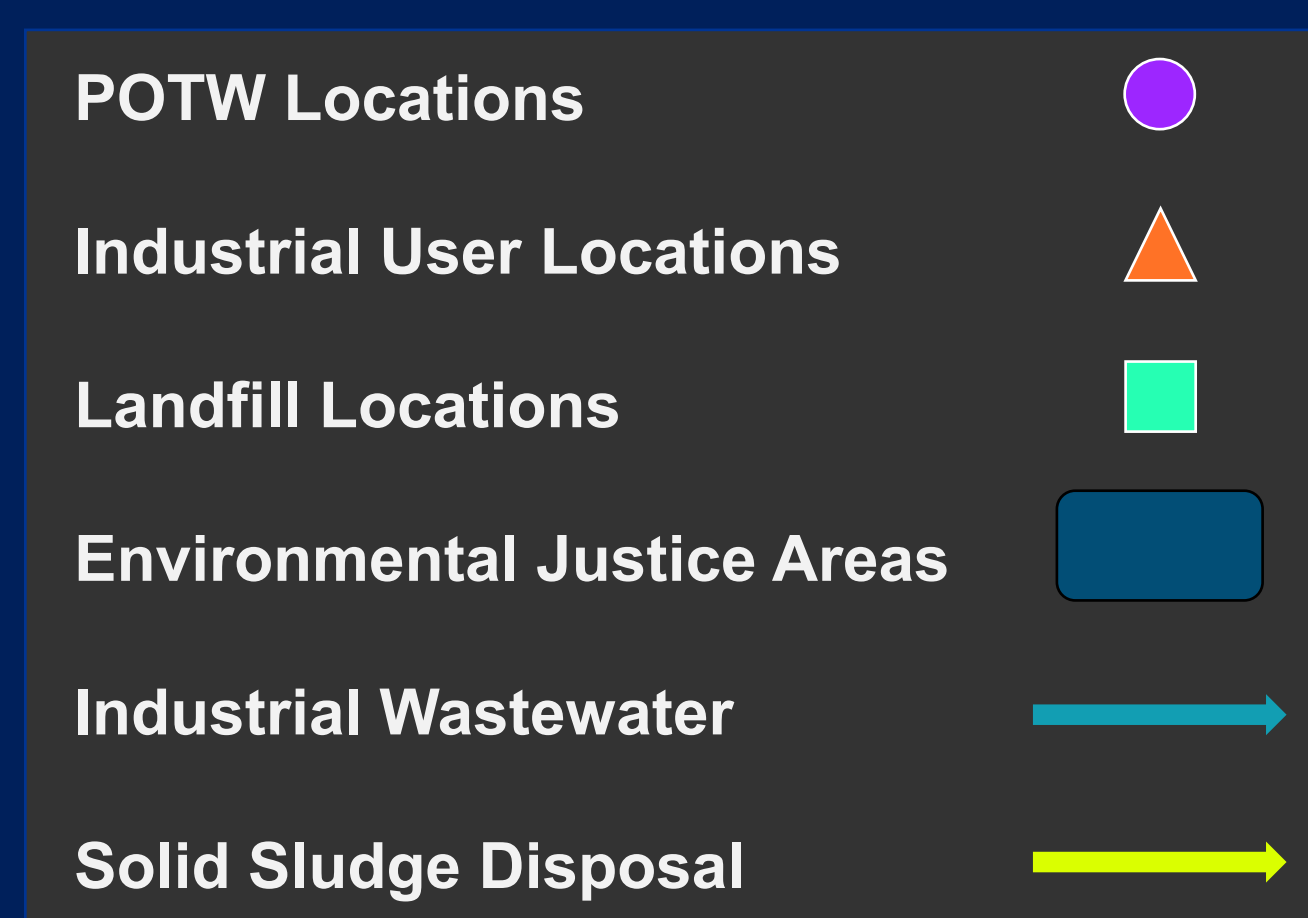 POTW Locations
Industrial User Locations
Landfill Locations
Environmental Justice Areas
Industrial Wastewater
Solid Sludge Disposal